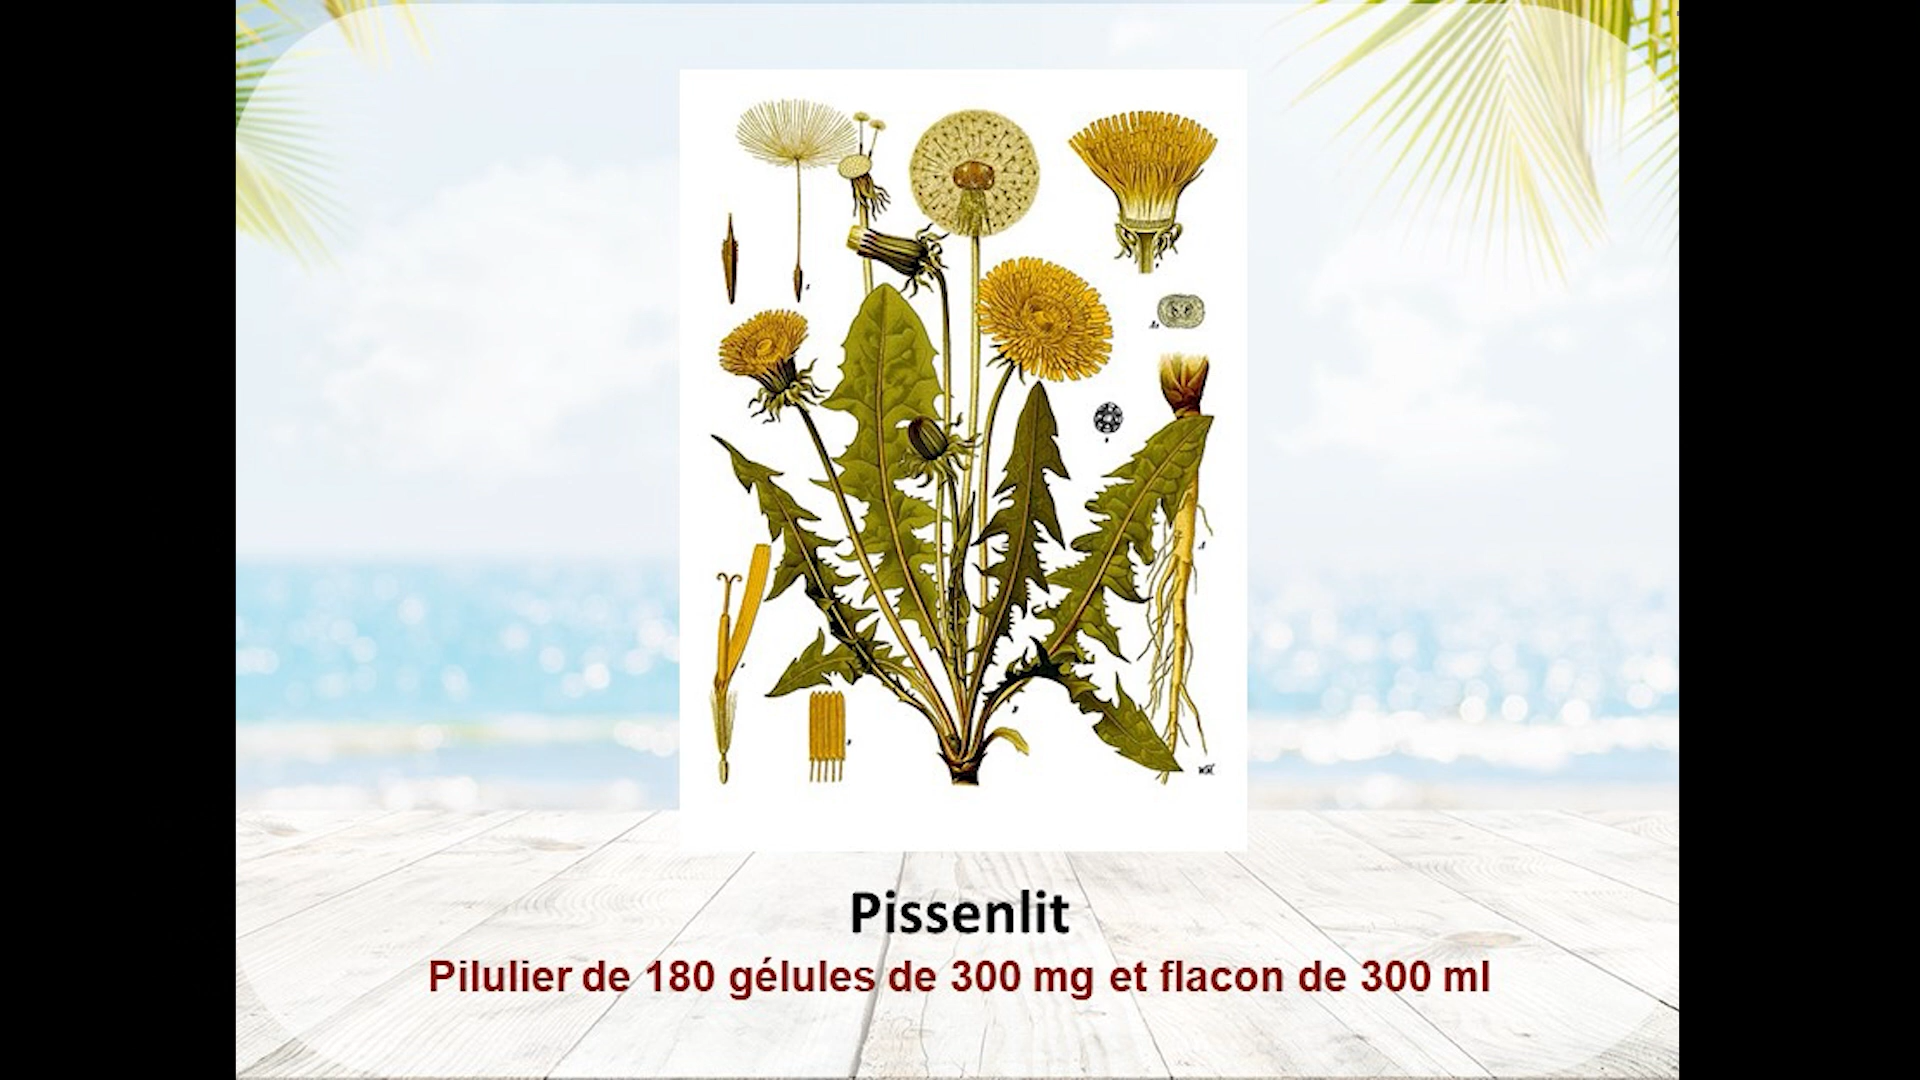 Pissenlit
Pilulier de 180 gélules de 300 mg et flacon de 300 ml